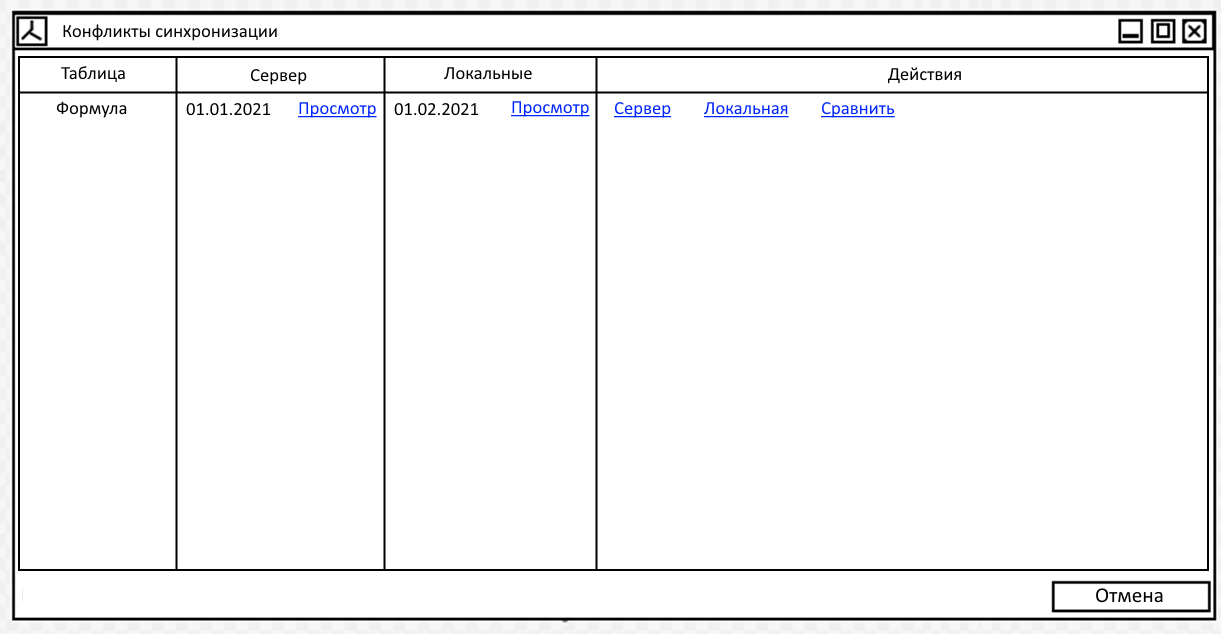 Конфликты синхронизации
Таблица Сервер Локальные Действия
Формула 01.01.2021 Просмотр 01.02.2021 Просмотр Сервер Локальная Сравнить
Отмена